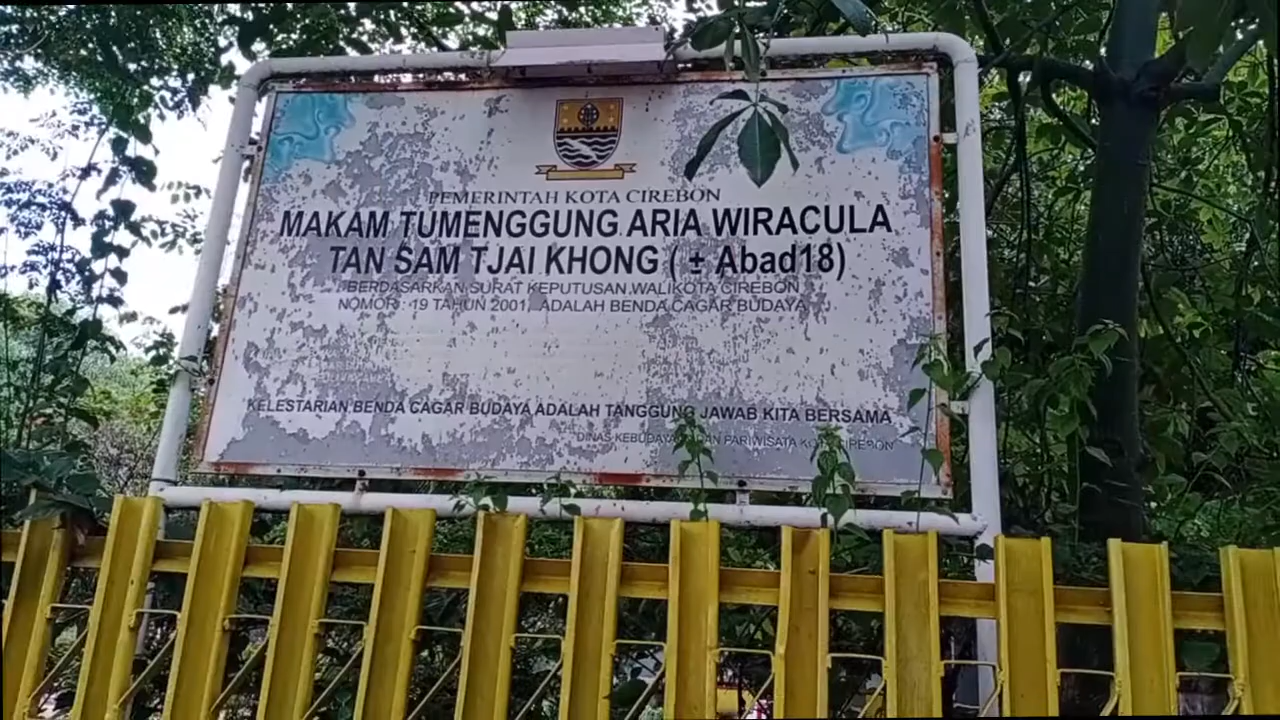 PEMERINTAH KOTA CIREBON
MAKAM TUMENGGUNG ARIA WIRACULA
TAN SAM TJAI KHONG ( ± Abad18)
BERDASARKAN SURAT KEPUTUSAN WALIKOTA CIREBON
NOMOR : 19 TAHUN 2001, ADALAH BENDA CAGAR BUDAYA
KELESTARIAN BENDA CAGAR BUDAYA ADALAH TANGGUNG JAWAB KITA BERSAMA
DINAS KEBUDAYAAN DAN PARIWISATA KOTA CIREBON